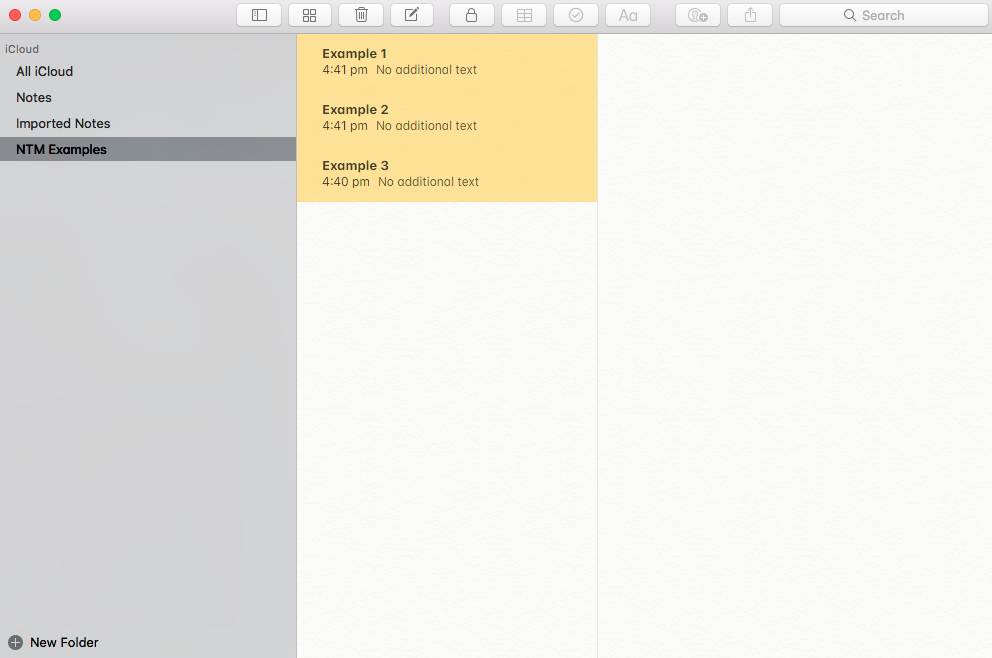 Aa
Search
iCloud
All iCloud
Notes
Imported Notes
NTM Examples
Example 1
4:41 pm No additional text
Example 2
4:41 pm No additional text
Example 3
4:40 pm No additional text
New Folder